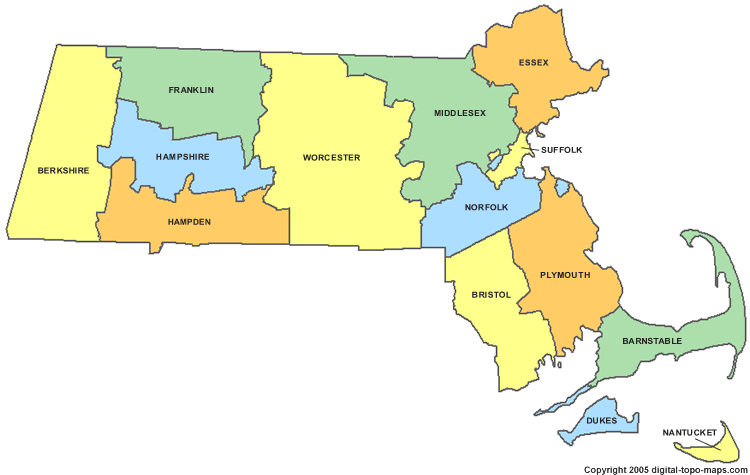 ESSEX
FRANKLIN
MIDDLESEX
SUFFOLK
HAMPSHIRE
WORCESTER
BERKSHIRE
NORFOLK
HAMPDEN
PLYMOUTH
BRISTOL
BARNSTABLE
DUKES
NANTUCKET
Copyright 2005 digital-topo-maps.com